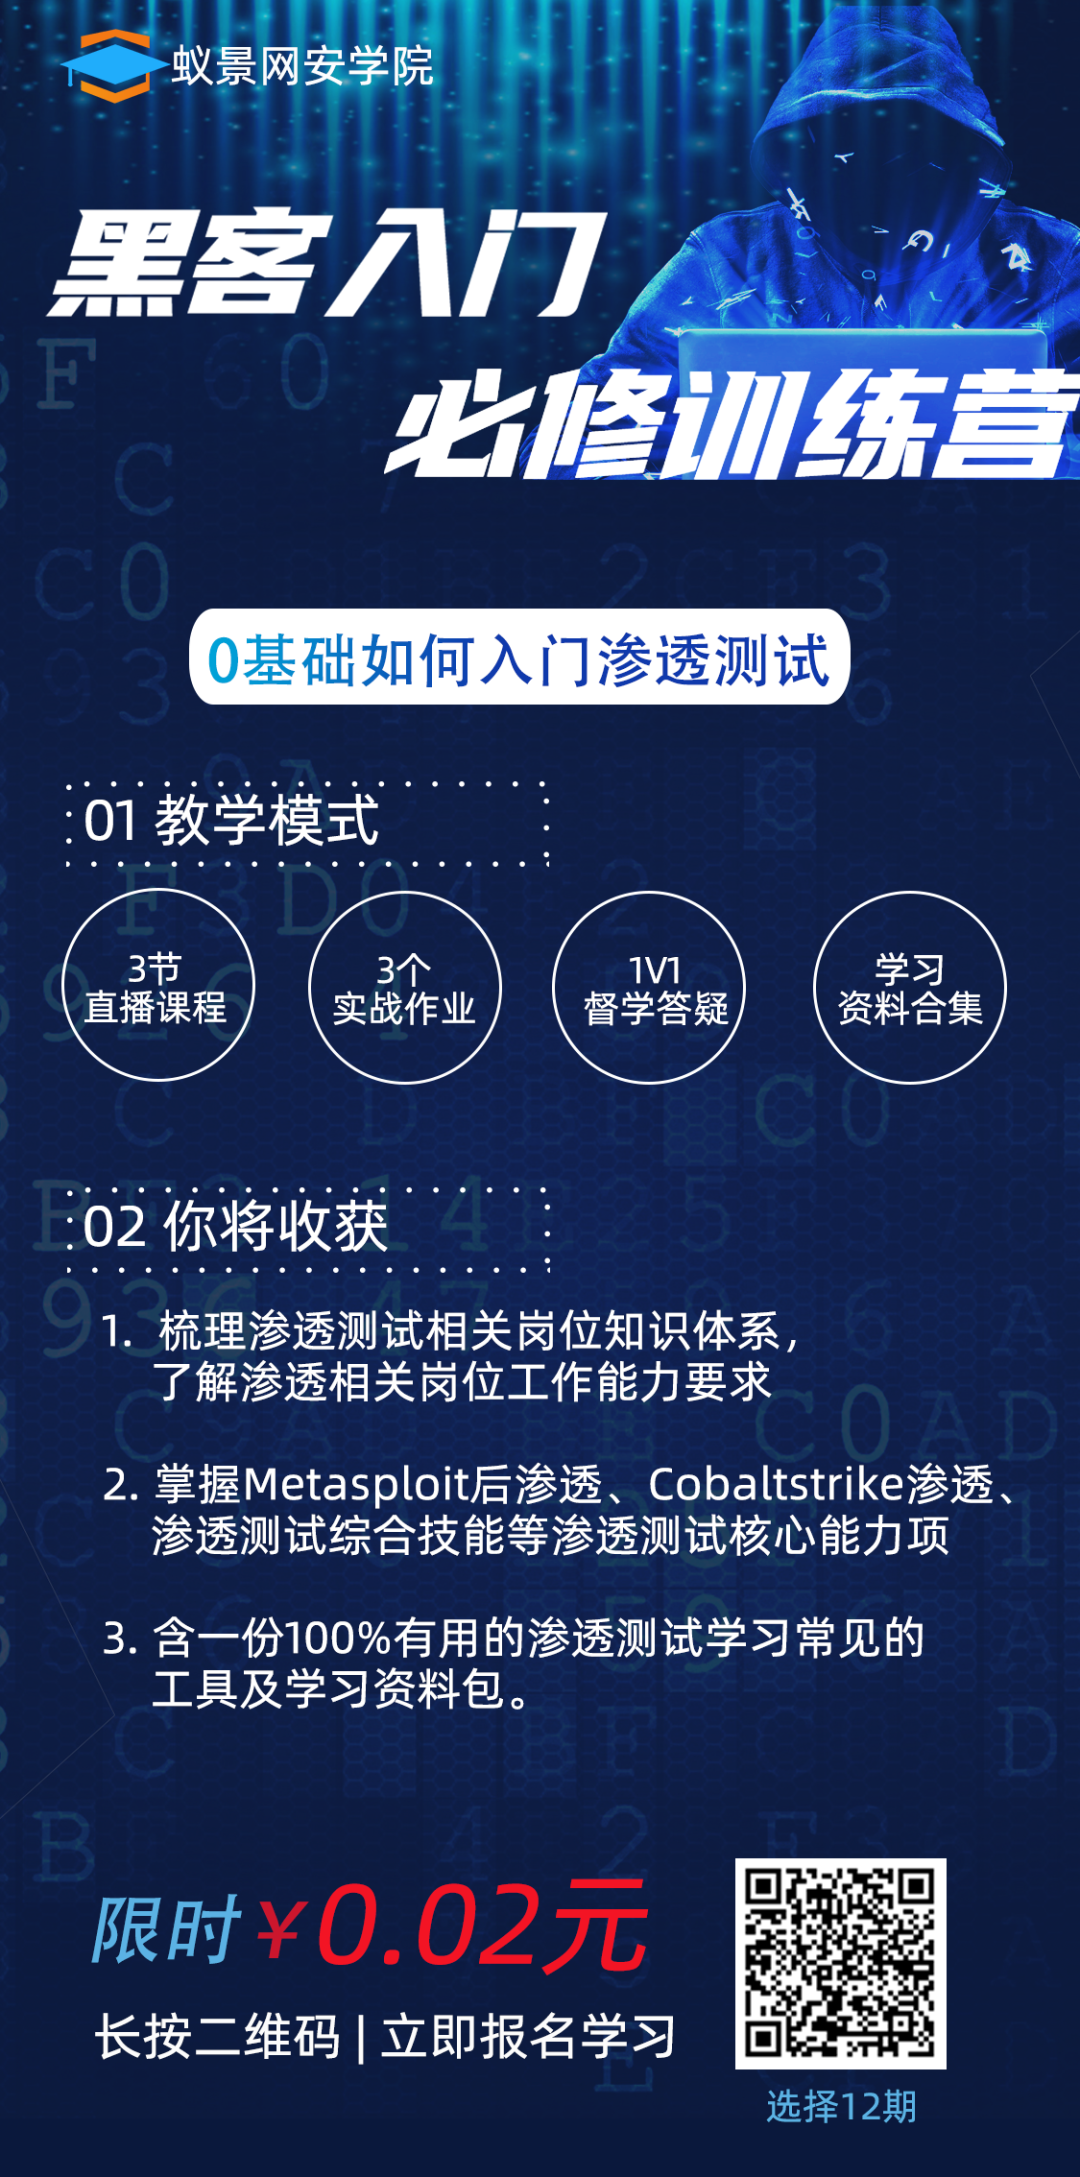 蚁景网安学院
黑客入门
必修训练营
0基础如何入门渗透测试
01 教学模式
3节
直播课程
3个
实战作业
1V1
督学答疑
学习
资料合集
02 你将收获
1. 梳理渗透测试相关岗位知识体系，
了解渗透相关岗位工作能力要求
2. 掌握Metasploit后渗透、Cobaltstrike渗透、
渗透测试综合技能等渗透测试核心能力项
3. 含一份100%有用的渗透测试学习常见的
工具及学习资料包。
限时¥0.02元
长按二维码 | 立即报名学习
选择12期